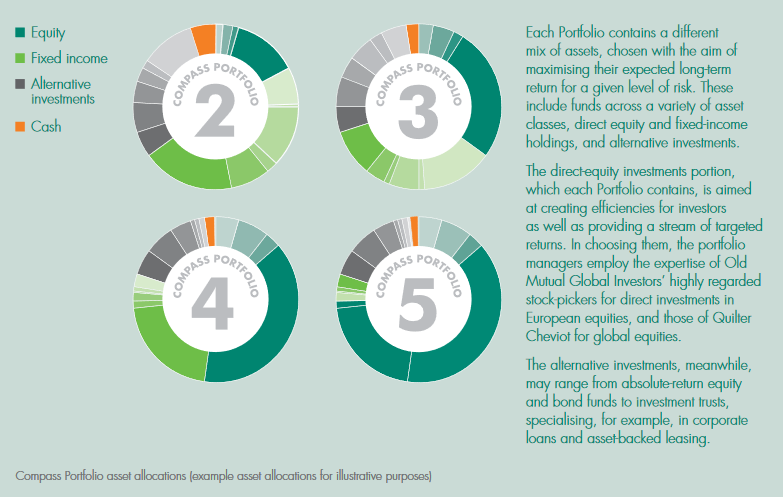 Equity
Fixed income
Alternative
investments
Cash
COMPASS PORTFOLIO
2
COMPASS PORTFOLIO
3
COMPASS PORTFOLIO
4
COMPASS PORTFOLIO
5
Each Portfolio contains a different
mix of assets, chosen with the aim of
maximising their expected long-term
return for a given level of risk. These
include funds across a variety of asset
classes, direct equity and fixed-income
holdings, and alternative investments.
The direct-equity investments portion,
which each Portfolio contains, is aimed
at creating efficiencies for investors
as well as providing a stream of targeted
returns. In choosing them, the portfolio
managers employ the expertise of Old
Mutual Global Investors’ highly regarded
stock-pickers for direct investments in
European equities, and those of Quilter
Cheviot for global equities.
The alternative investments, meanwhile,
may range from absolute-return equity
and bond funds to investment trusts,
specialising, for example, in corporate
loans and asset-backed leasing.
Compass Portfolio asset allocations (example asset allocations for illustrative purposes)